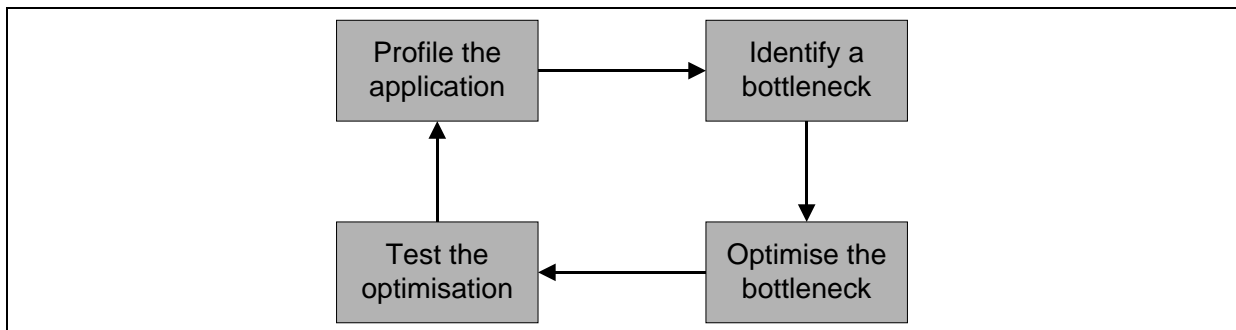 Profile the
application
Identify a
bottleneck
Test the
optimisation
Optimise the
bottleneck